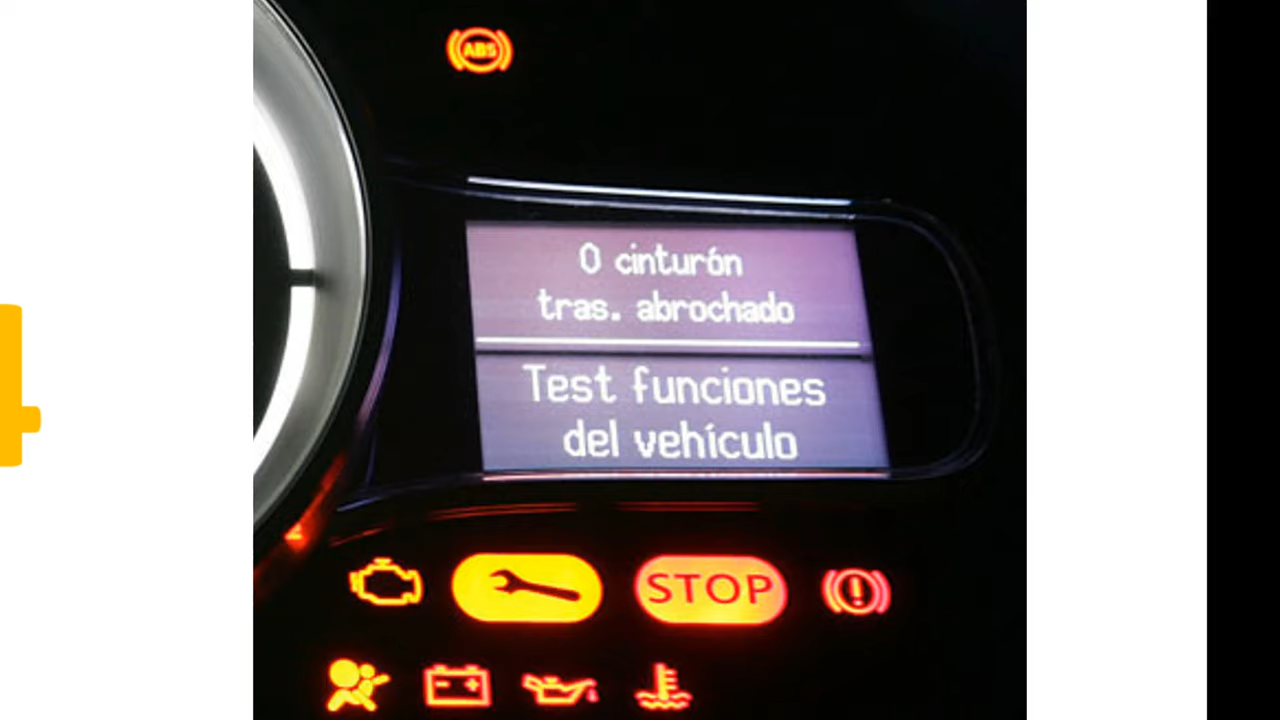 ABS
0 cinturón
tras. abrochado
Test funciones
del vehículo
STOP